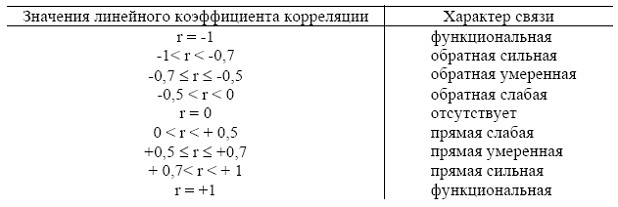 Значения линейного коэффициента корреляции Характер связи
r = -1 функциональная
-1< r < -0,7 обратная сильная
-0,7 ≤ r ≤ -0,5 обратная умеренная
-0,5 < r < 0 обратная слабая
r = 0 отсутствует
0 < r < + 0,5 прямая слабая
+0,5 ≤ r ≤ +0,7 прямая умеренная
+ 0,7< r < + 1 прямая сильная
r = +1 функциональная